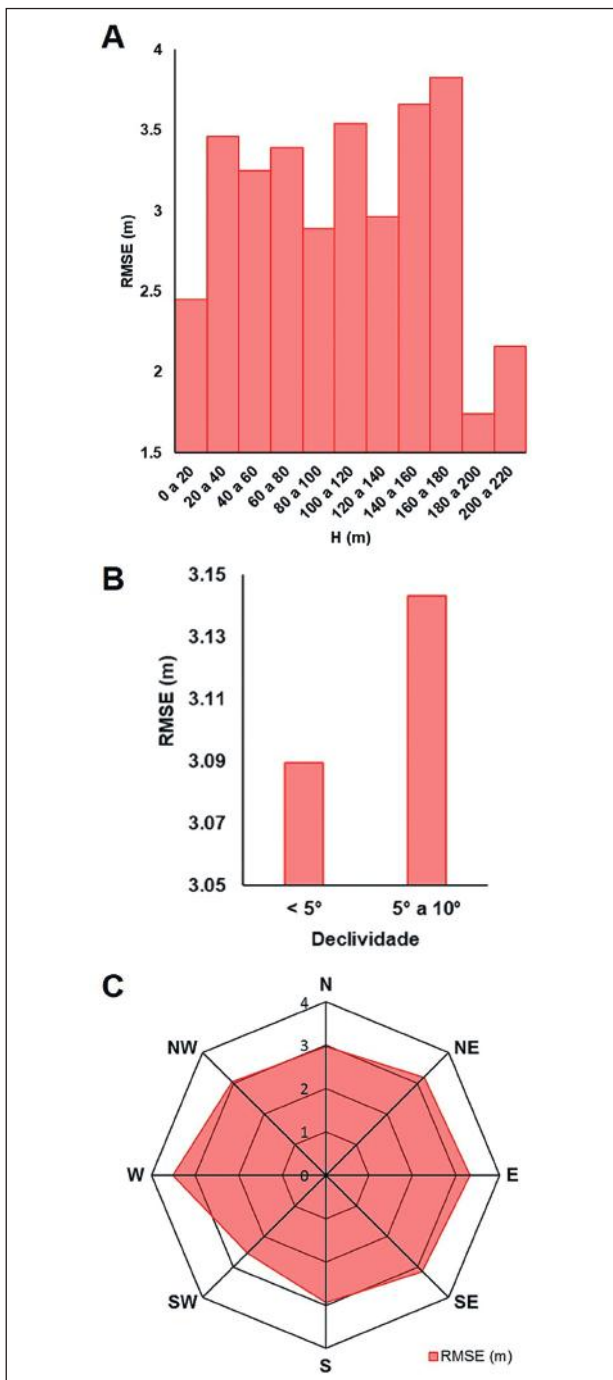 A
4
3.5
3
2.5
2
1.5
RMSE (m)
0 a 20
20 a 40
40 a 60
60 a 80
80 a 100
100 a 120
120 a 140
140 a 160
160 a 180
180 a 200
200 a 220
H (m)
B
3.15
3.13
3.11
3.09
3.07
3.05
RMSE (m)
< 5°
5° a 10°
Declividade
C
N
NE
E
SE
S
SW
W
NW
4
3
2
1
0
RMSE (m)